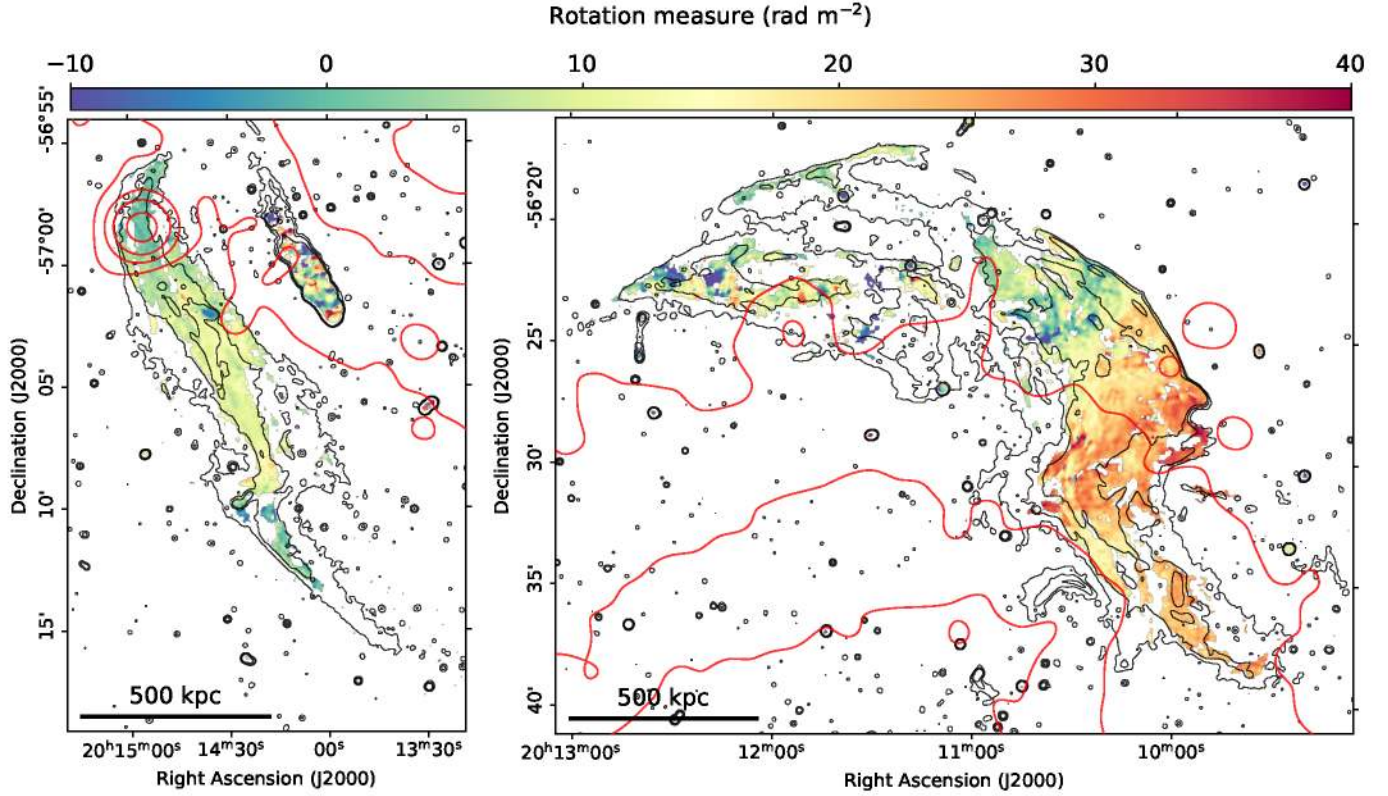 Rotation measure (rad m⁻²)
−10 0 10 20 30 40
-56°55'
-57°00'
05'
10'
15'
Declination (J2000)
500 kpc
20ʰ15ᵐ00ˢ 14ᵐ30ˢ 00ˢ 13ᵐ30ˢ
Right Ascension (J2000)
-56°20'
25'
30'
35'
40'
Declination (J2000)
500 kpc
20ʰ13ᵐ00ˢ 12ᵐ00ˢ 11ᵐ00ˢ 10ᵐ00ˢ
Right Ascension (J2000)